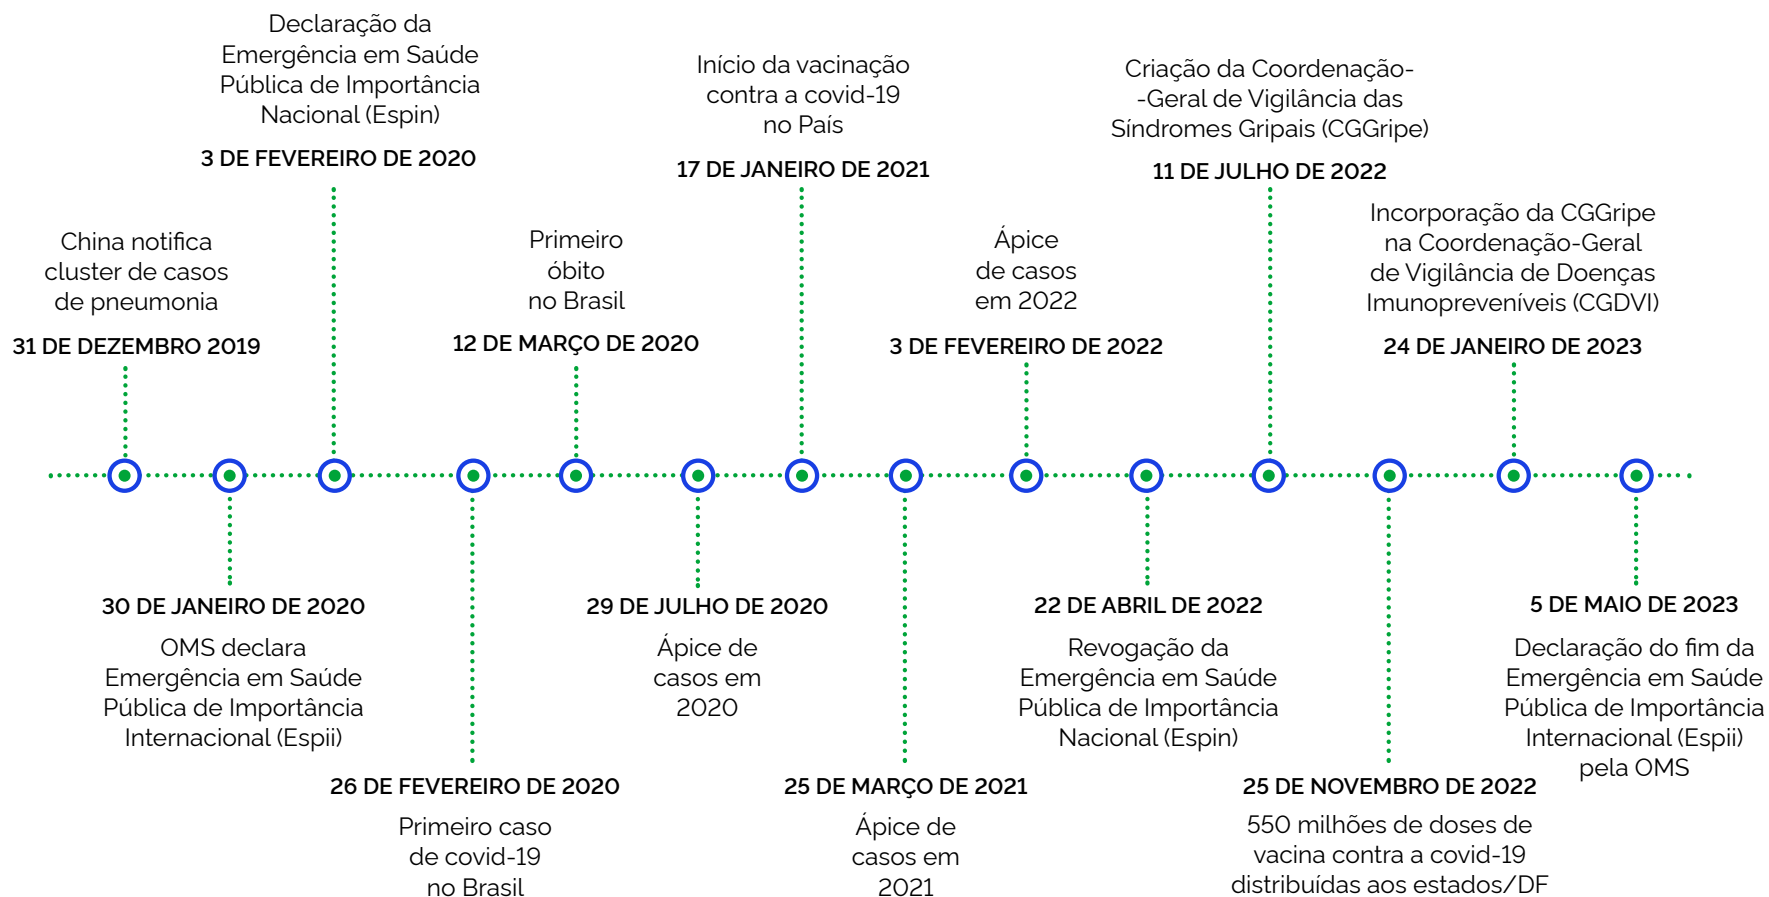 China notifica
cluster de casos
de pneumonia
31 DE DEZEMBRO 2019
30 DE JANEIRO DE 2020
OMS declara
Emergência em Saúde
Pública de Importância
Internacional (Espii)
Declaração da
Emergência em Saúde
Pública de Importância
Nacional (Espin)
3 DE FEVEREIRO DE 2020
26 DE FEVEREIRO DE 2020
Primeiro caso
de covid-19
no Brasil
Primeiro
óbito
no Brasil
12 DE MARÇO DE 2020
29 DE JULHO DE 2020
Ápice de
casos em
2020
Início da vacinação
contra a covid-19
no País
17 DE JANEIRO DE 2021
25 DE MARÇO DE 2021
Ápice de
casos em
2021
Ápice
de casos
em 2022
3 DE FEVEREIRO DE 2022
22 DE ABRIL DE 2022
Revogação da
Emergência em Saúde
Pública de Importância
Nacional (Espin)
Criação da Coordenação-
-Geral de Vigilância das
Síndromes Gripais (CGGripe)
11 DE JULHO DE 2022
25 DE NOVEMBRO DE 2022
550 milhões de doses de
vacina contra a covid-19
distribuídas aos estados/DF
Incorporação da CGGripe
na Coordenação-Geral
de Vigilância de Doenças
Imunopreveníveis (CGDVI)
24 DE JANEIRO DE 2023
5 DE MAIO DE 2023
Declaração do fim da
Emergência em Saúde
Pública de Importância
Internacional (Espii)
pela OMS